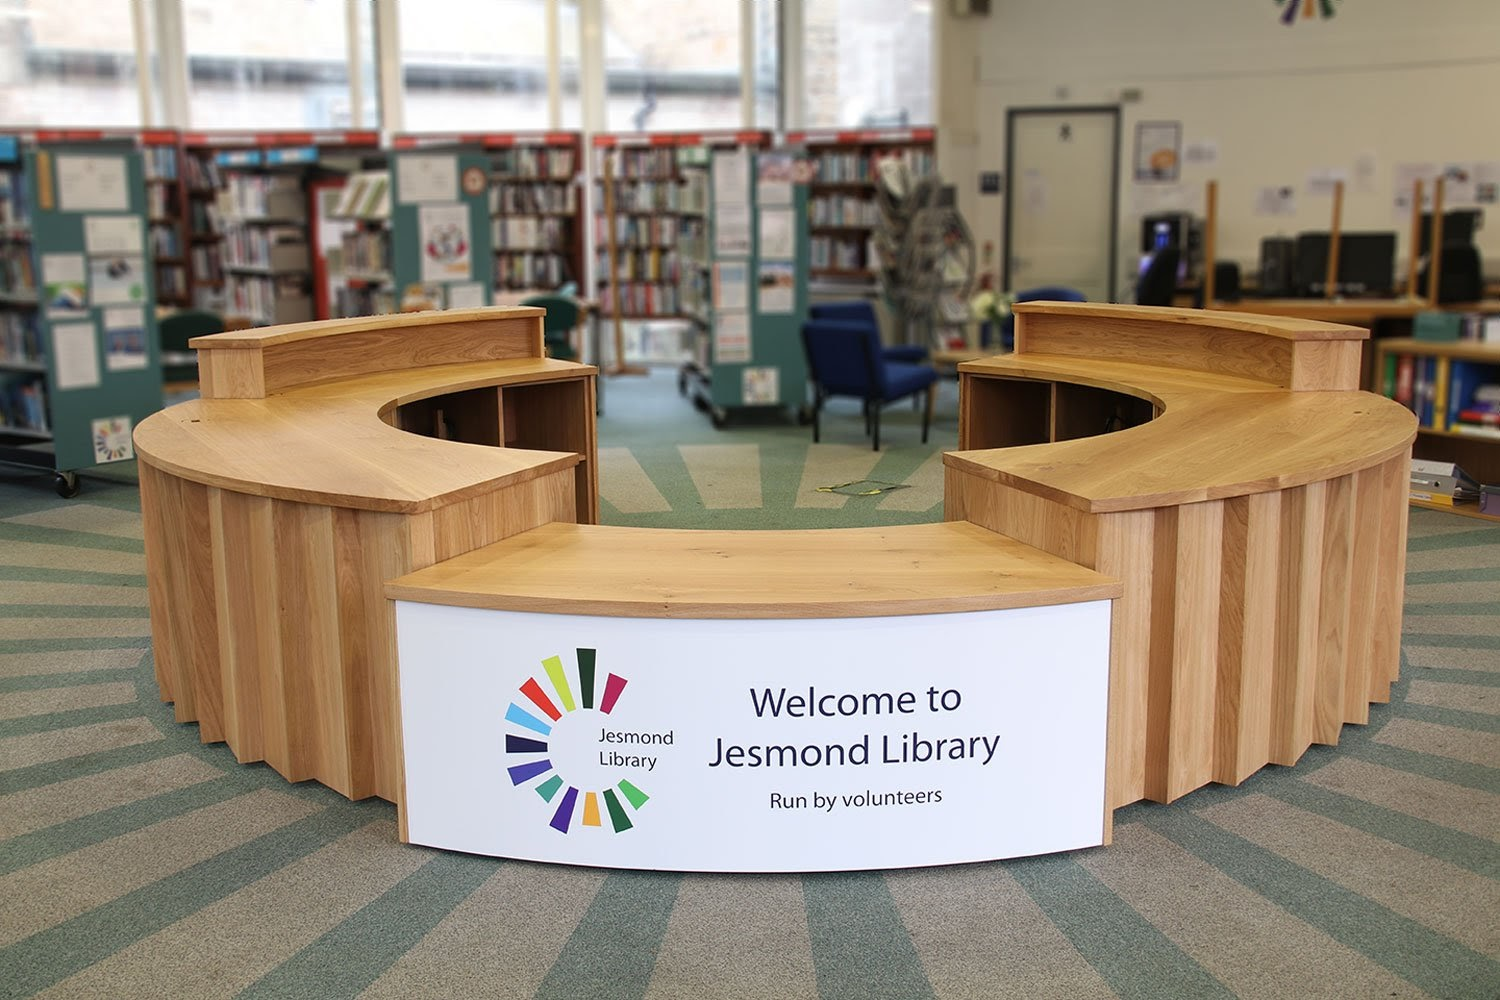 Jesmond
Library
Welcome to
Jesmond Library
Run by volunteers